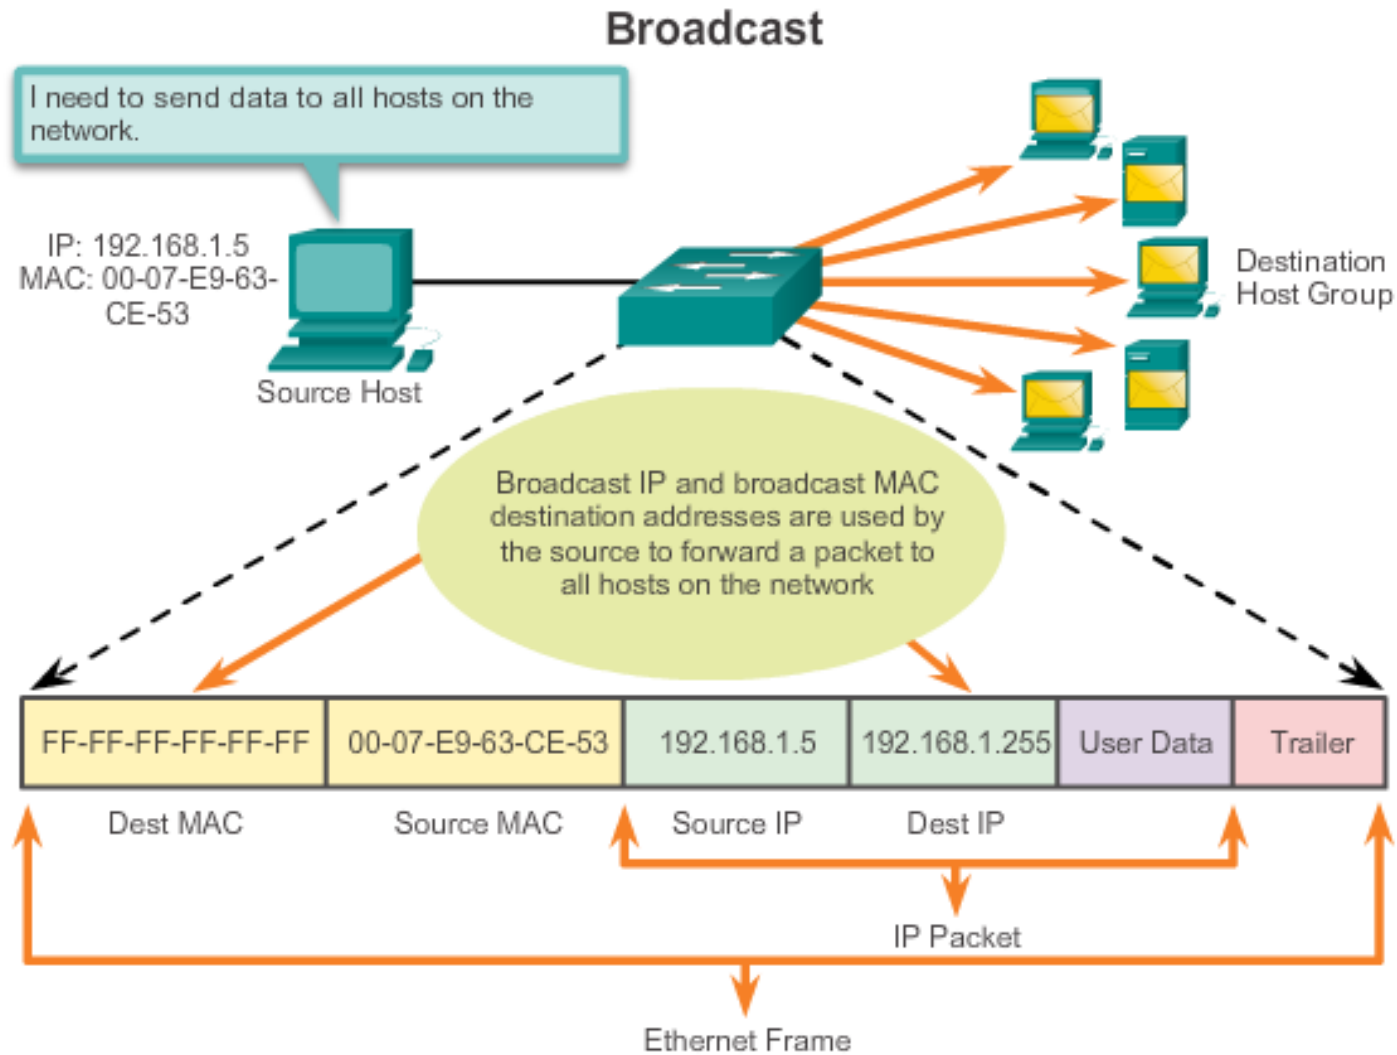 Broadcast
I need to send data to all hosts on the
network.
IP: 192.168.1.5
MAC: 00-07-E9-63-
CE-53
Source Host
Destination
Host Group
Broadcast IP and broadcast MAC
destination addresses are used by
the source to forward a packet to
all hosts on the network
FF-FF-FF-FF-FF-FF 00-07-E9-63-CE-53 192.168.1.5 192.168.1.255 User Data Trailer
Dest MAC Source MAC Source IP Dest IP
IP Packet
Ethernet Frame